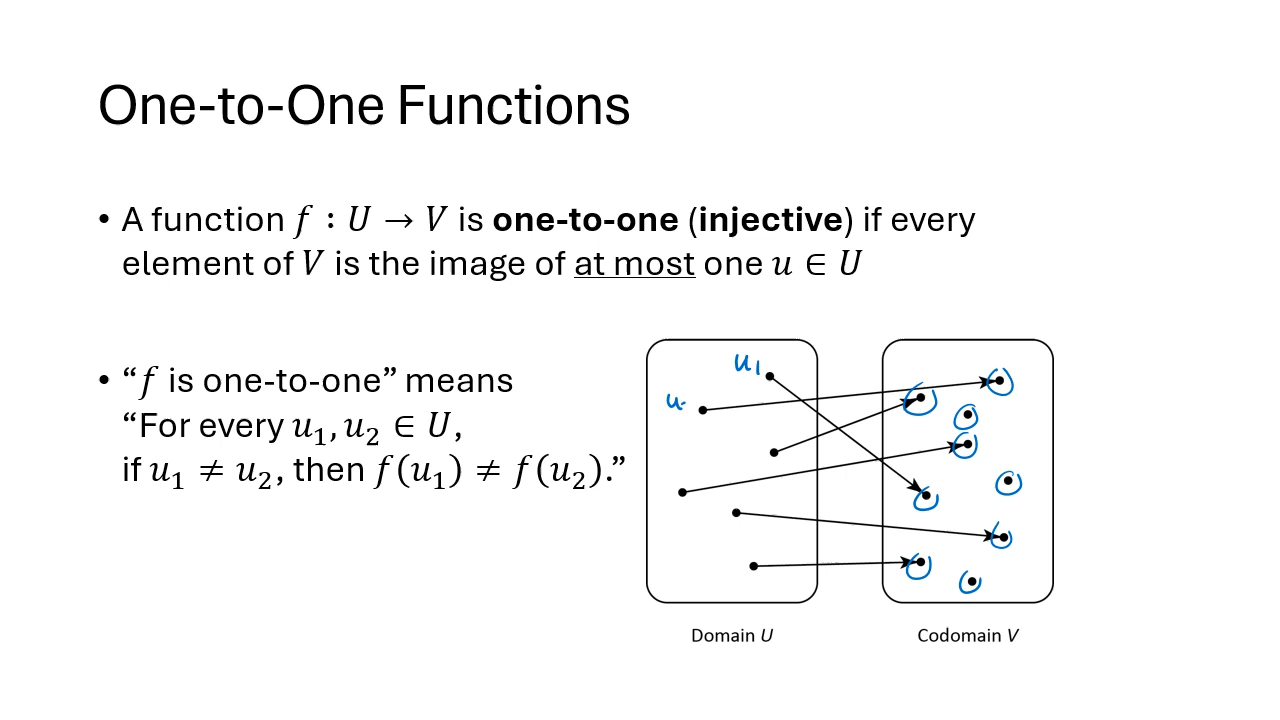 One-to-One Functions
• A function 𝑓 : 𝑈 → 𝑉 is one-to-one (injective) if every
element of 𝑉 is the image of at most one 𝑢 ∈ 𝑈
• “𝑓 is one-to-one” means
“For every 𝑢₁, 𝑢₂ ∈ 𝑈,
if 𝑢₁ ≠ 𝑢₂, then 𝑓(𝑢₁) ≠ 𝑓(𝑢₂).”
u₁
u
Domain U
Codomain V